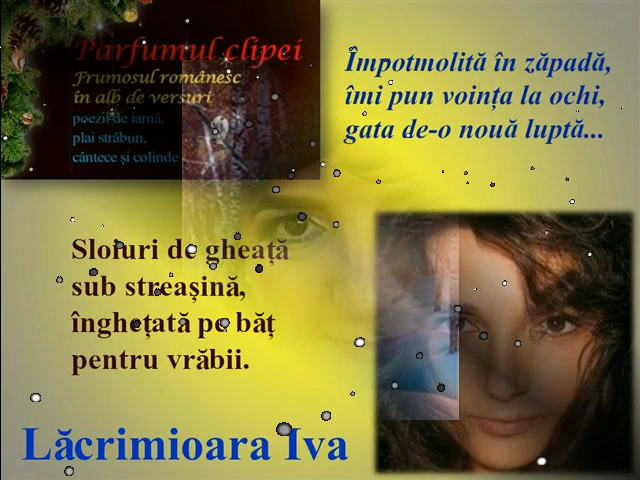 Parfumul clipei
Frumosul românesc
în alb de versuri
poezii de iarnă,
plai străbun,
cântece și colinde
Împotmolită în zăpadă,
îmi pun voința la ochi,
gata de-o nouă luptă...
Sloiuri de gheață
sub streașină,
înghețată pe băț
pentru vrăbii.
Lăcrimioara Iva